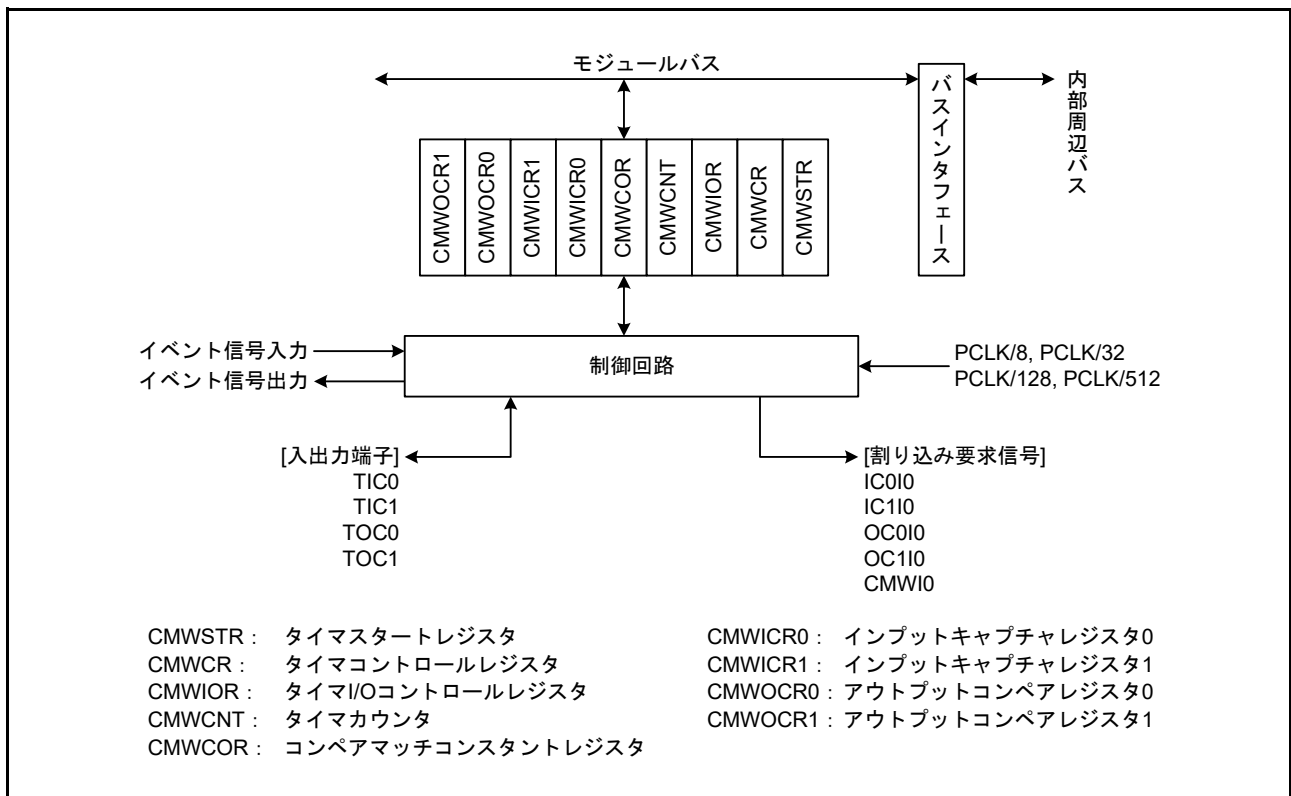 モジュールバス
バスインタフェース
内部周辺バス
CMWOCR1
CMWOCR0
CMWICR1
CMWICR0
CMWCOR
CMWCNT
CMWIOR
CMWCR
CMWSTR
イベント信号入力
イベント信号出力
制御回路
PCLK/8, PCLK/32
PCLK/128, PCLK/512
[入出力端子]
TIC0
TIC1
TOC0
TOC1
[割り込み要求信号]
IC0I0
IC1I0
OC0I0
OC1I0
CMWI0
CMWSTR : タイマスタートレジスタ
CMWCR : タイマコントロールレジスタ
CMWIOR : タイマI/Oコントロールレジスタ
CMWCNT : タイマカウンタ
CMWCOR : コンペアマッチコンスタントレジスタ
CMWICR0 : インプットキャプチャレジスタ0
CMWICR1 : インプットキャプチャレジスタ1
CMWOCR0 : アウトプットコンペアレジスタ0
CMWOCR1 : アウトプットコンペアレジスタ1